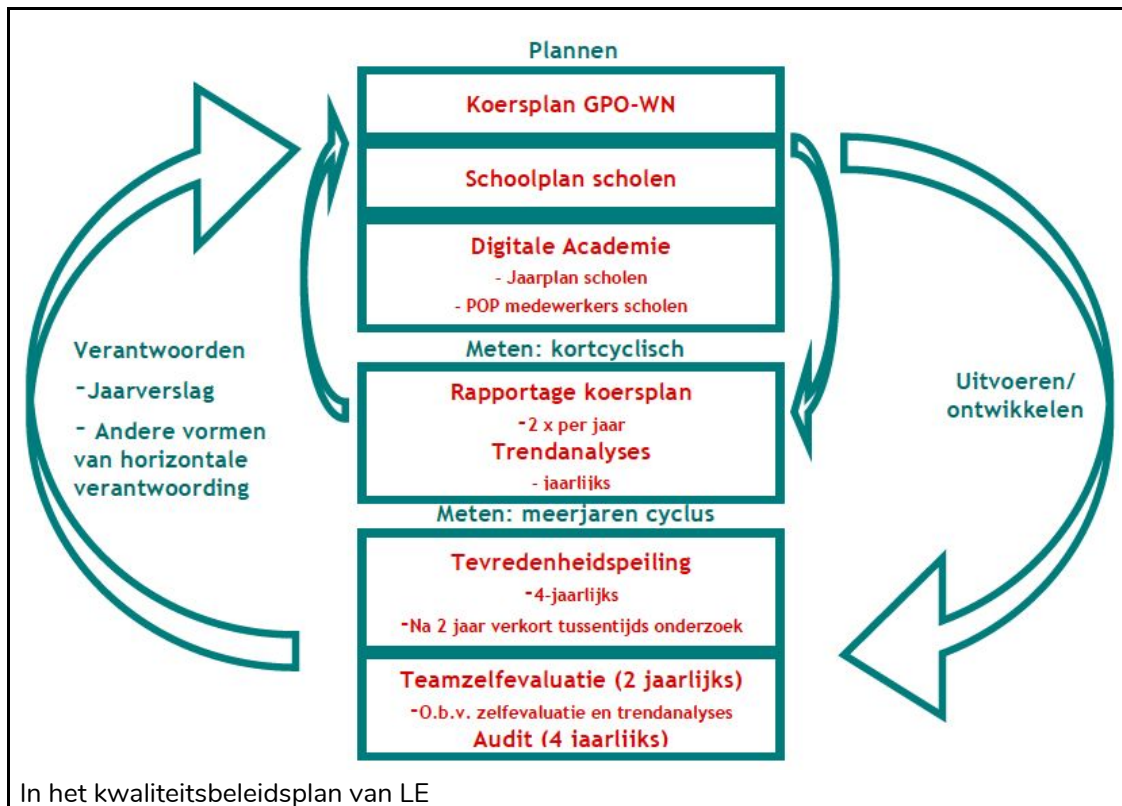 Plannen
Koersplan GPO-WN
Schoolplan scholen
Digitale Academie
- Jaarplan scholen
- POP medewerkers scholen
Meten: kortcyclisch
Rapportage koersplan
-2 x per jaar
Trendanalyses
- jaarlijks
Meten: meerjaren cyclus
Tevredenheidspeiling
-4-jaarlijks
-Na 2 jaar verkort tussentijds onderzoek
Teamzelfevaluatie (2 jaarlijks)
-O.b.v. zelfevaluatie en trendanalyses
Audit (4 jaarlijks)
Verantwoorden
-Jaarverslag
- Andere vormen
van horizontale
verantwoording
Uitvoeren/
ontwikkelen
In het kwaliteitsbeleidsplan van LE